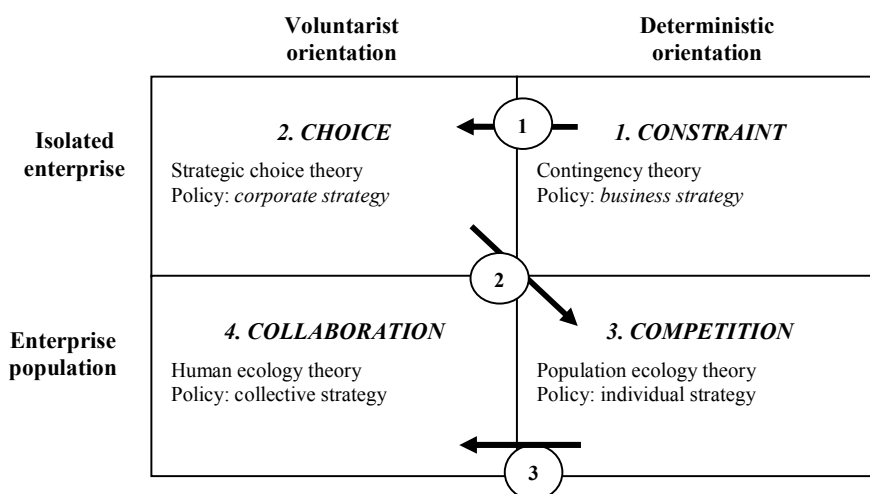 Voluntarist
orientation
Deterministic
orientation
Isolated
enterprise
2. CHOICE
Strategic choice theory
Policy: corporate strategy
1
1. CONSTRAINT
Contingency theory
Policy: business strategy
2
Enterprise
population
4. COLLABORATION
Human ecology theory
Policy: collective strategy
3. COMPETITION
Population ecology theory
Policy: individual strategy
3